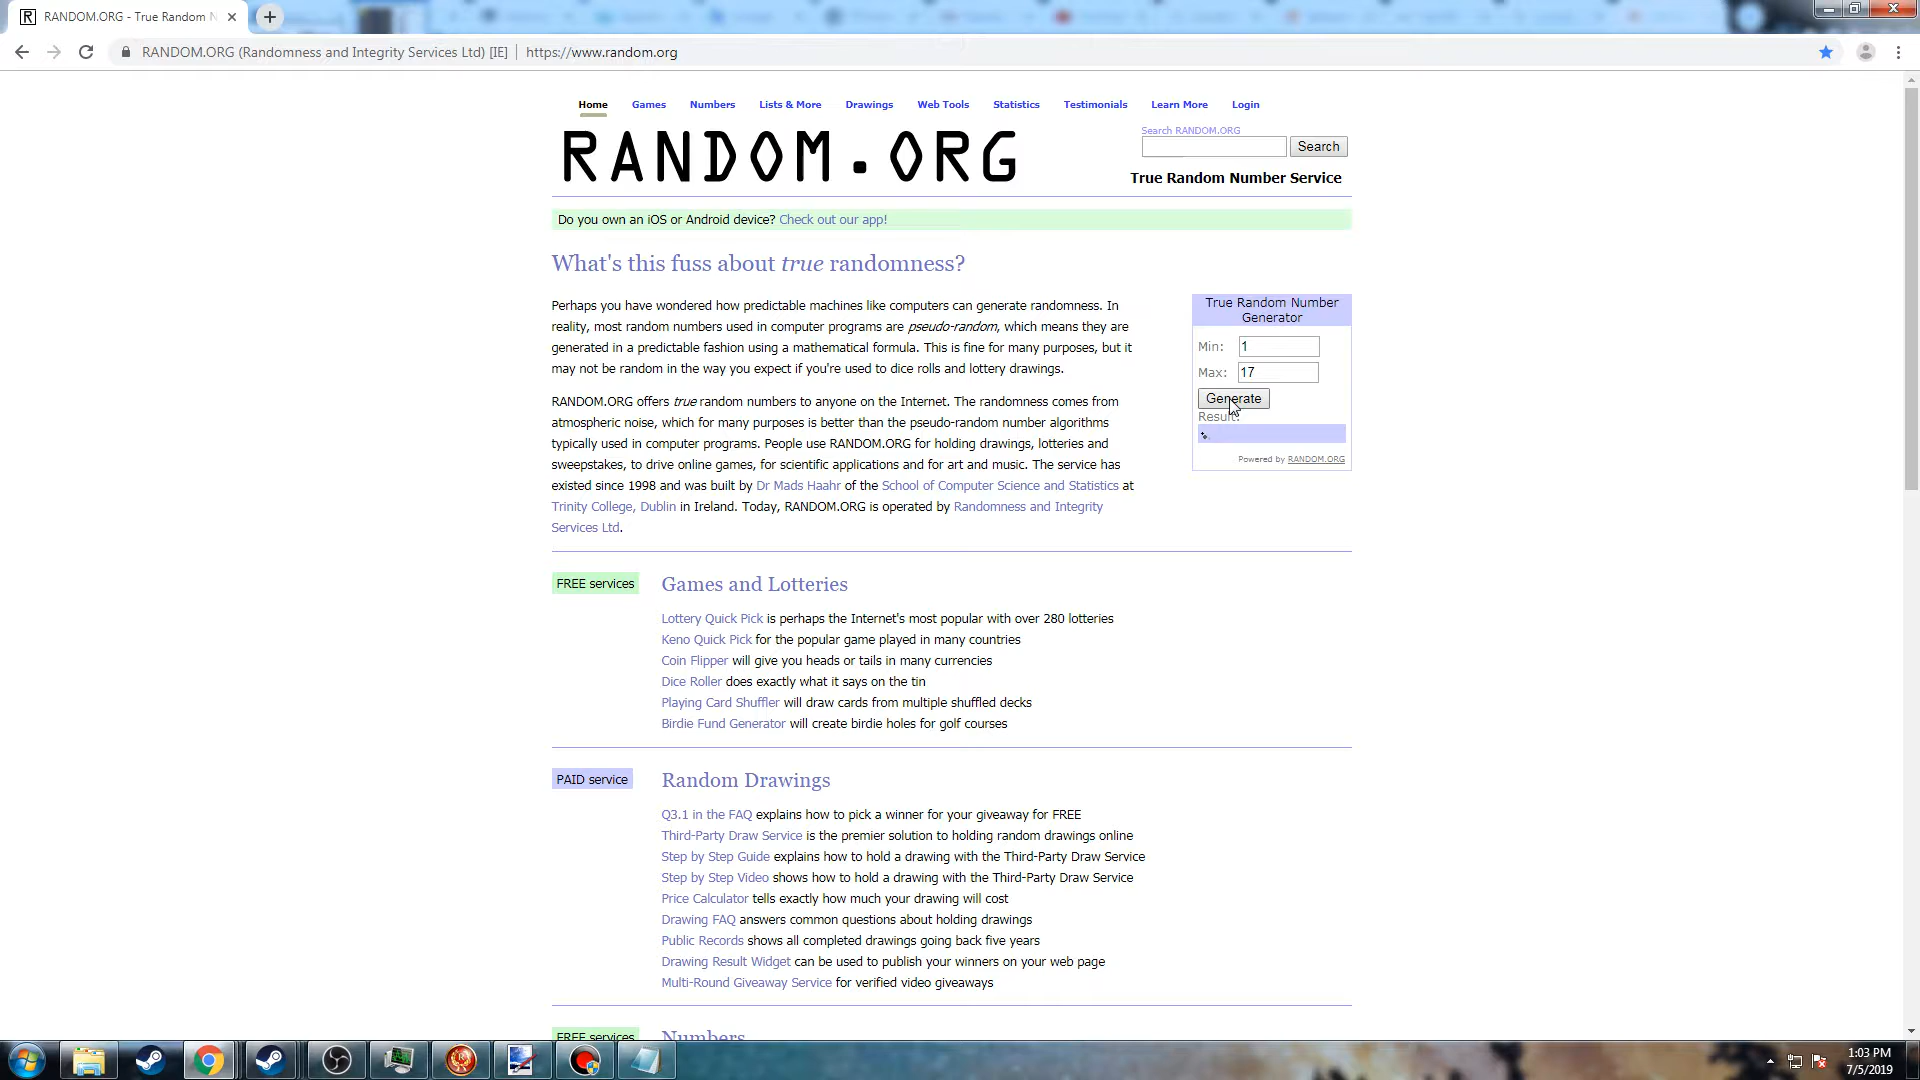 RANDOM.ORG - True Random N
RANDOM.ORG (Randomness and Integrity Services Ltd) [IE] | https://www.random.org
Home Games Numbers Lists & More Drawings Web Tools Statistics Testimonials Learn More Login
RANDOM.ORG
Search RANDOM.ORG
Search
True Random Number Service
Do you own an iOS or Android device? Check out our app!
What's this fuss about true randomness?
Perhaps you have wondered how predictable machines like computers can generate randomness. In
reality, most random numbers used in computer programs are pseudo-random, which means they are
generated in a predictable fashion using a mathematical formula. This is fine for many purposes, but it
may not be random in the way you expect if you're used to dice rolls and lottery drawings.
RANDOM.ORG offers true random numbers to anyone on the Internet. The randomness comes from
atmospheric noise, which for many purposes is better than the pseudo-random number algorithms
typically used in computer programs. People use RANDOM.ORG for holding drawings, lotteries and
sweepstakes, to drive online games, for scientific applications and for art and music. The service has
existed since 1998 and was built by Dr Mads Haahr of the School of Computer Science and Statistics at
Trinity College, Dublin in Ireland. Today, RANDOM.ORG is operated by Randomness and Integrity
Services Ltd.
True Random Number
Generator
Min: 1
Max: 17
Generate
Result:
Powered by RANDOM.ORG
FREE services
Games and Lotteries
Lottery Quick Pick is perhaps the Internet's most popular with over 280 lotteries
Keno Quick Pick for the popular game played in many countries
Coin Flipper will give you heads or tails in many currencies
Dice Roller does exactly what it says on the tin
Playing Card Shuffler will draw cards from multiple shuffled decks
Birdie Fund Generator will create birdie holes for golf courses
PAID service
Random Drawings
Q3.1 in the FAQ explains how to pick a winner for your giveaway for FREE
Third-Party Draw Service is the premier solution to holding random drawings online
Step by Step Guide explains how to hold a drawing with the Third-Party Draw Service
Step by Step Video shows how to hold a drawing with the Third-Party Draw Service
Price Calculator tells exactly how much your drawing will cost
Drawing FAQ answers common questions about holding drawings
Public Records shows all completed drawings going back five years
Drawing Result Widget can be used to publish your winners on your web page
Multi-Round Giveaway Service for verified video giveaways
FREE services
Numbers
1:03 PM
7/5/2019